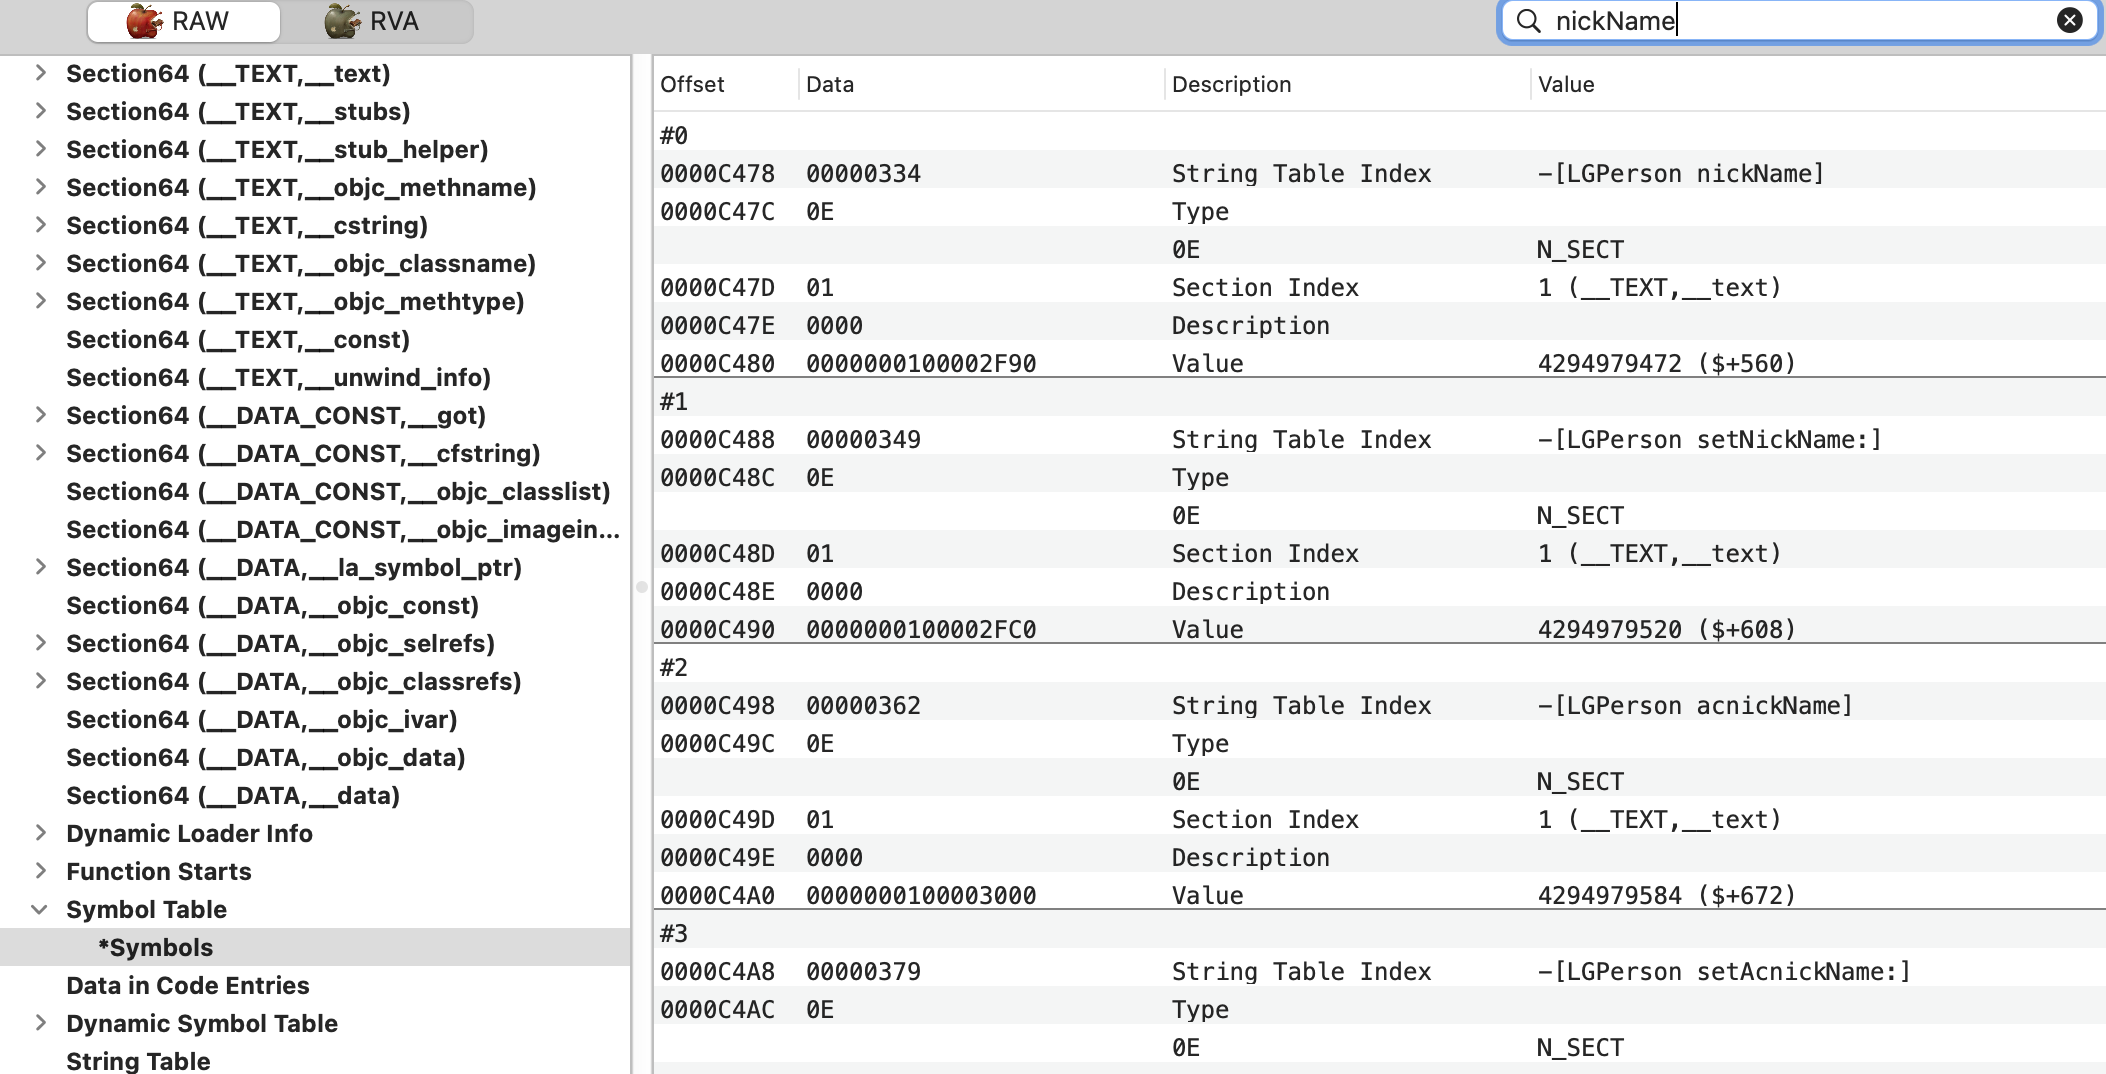 RAW
RVA
nickName
Section64 (__TEXT,__text)
Section64 (__TEXT,__stubs)
Section64 (__TEXT,__stub_helper)
Section64 (__TEXT,__objc_methname)
Section64 (__TEXT,__cstring)
Section64 (__TEXT,__objc_classname)
Section64 (__TEXT,__objc_methtype)
Section64 (__TEXT,__const)
Section64 (__TEXT,__unwind_info)
Section64 (__DATA_CONST,__got)
Section64 (__DATA_CONST,__cfstring)
Section64 (__DATA_CONST,__objc_classlist)
Section64 (__DATA_CONST,__objc_imagein...
Section64 (__DATA,__la_symbol_ptr)
Section64 (__DATA,__objc_const)
Section64 (__DATA,__objc_selrefs)
Section64 (__DATA,__objc_classrefs)
Section64 (__DATA,__objc_ivar)
Section64 (__DATA,__objc_data)
Section64 (__DATA,__data)
Dynamic Loader Info
Function Starts
Symbol Table
*Symbols
Data in Code Entries
Dynamic Symbol Table
String Table
Offset Data Description Value
#0
0000C478 00000334 String Table Index -[LGPerson nickName]
0000C47C 0E Type
0E N_SECT
0000C47D 01 Section Index 1 (__TEXT,__text)
0000C47E 0000 Description
0000C480 0000000100002F90 Value 4294979472 ($+560)
#1
0000C488 00000349 String Table Index -[LGPerson setNickName:]
0000C48C 0E Type
0E N_SECT
0000C48D 01 Section Index 1 (__TEXT,__text)
0000C48E 0000 Description
0000C490 0000000100002FC0 Value 4294979520 ($+608)
#2
0000C498 00000362 String Table Index -[LGPerson acnickName]
0000C49C 0E Type
0E N_SECT
0000C49D 01 Section Index 1 (__TEXT,__text)
0000C49E 0000 Description
0000C4A0 0000000100003000 Value 4294979584 ($+672)
#3
0000C4A8 00000379 String Table Index -[LGPerson setAcnickName:]
0000C4AC 0E Type
0E N_SECT